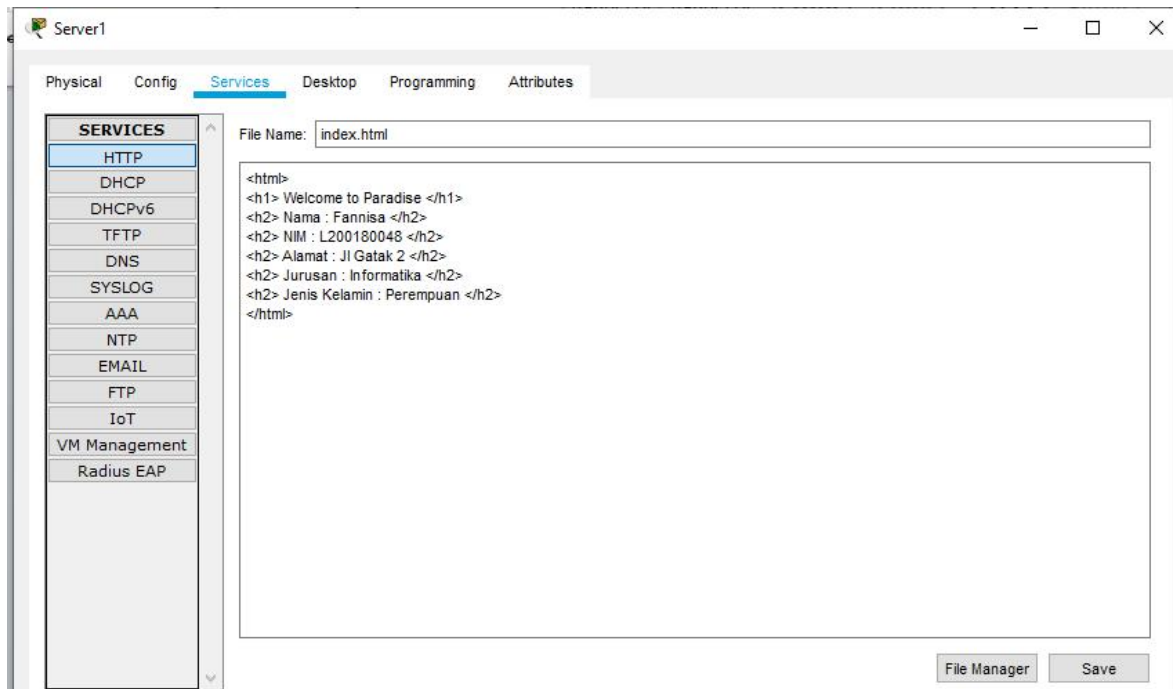 Server1
Physical Config Services Desktop Programming Attributes
SERVICES
HTTP
DHCP
DHCPv6
TFTP
DNS
SYSLOG
AAA
NTP
EMAIL
FTP
IoT
VM Management
Radius EAP
File Name: index.html
<html>
<h1> Welcome to Paradise </h1>
<h2> Nama : Fannisa </h2>
<h2> NIM : L200180048 </h2>
<h2> Alamat : Jl Gatak 2 </h2>
<h2> Jurusan : Informatika </h2>
<h2> Jenis Kelamin : Perempuan </h2>
</html>
File Manager Save